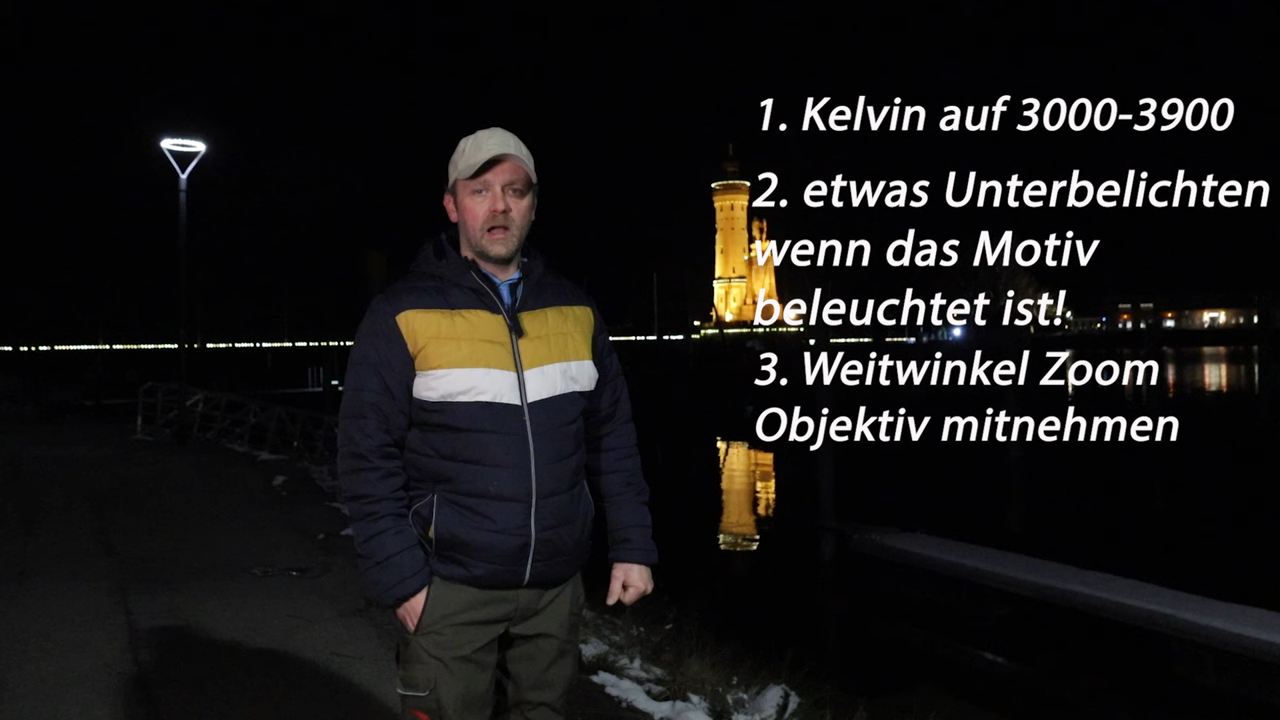 1. Kelvin auf 3000-3900
2. etwas Unterbelichten
wenn das Motiv
beleuchtet ist!
3. Weitwinkel Zoom
Objektiv mitnehmen